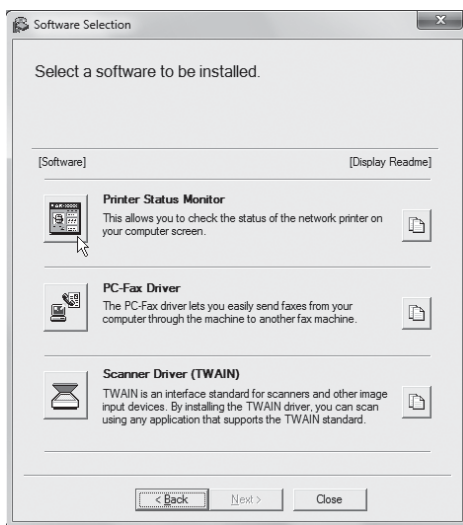 Software Selection
x
Select a software to be installed.
[Software] [Display Readme]
Printer Status Monitor
This allows you to check the status of the network printer on
your computer screen.
PC-Fax Driver
The PC-Fax driver lets you easily send faxes from your
computer through the machine to another fax machine.
Scanner Driver (TWAIN)
TWAIN is an interface standard for scanners and other image
input devices. By installing the TWAIN driver, you can scan
using any application that supports the TWAIN standard.
< Back Next > Close